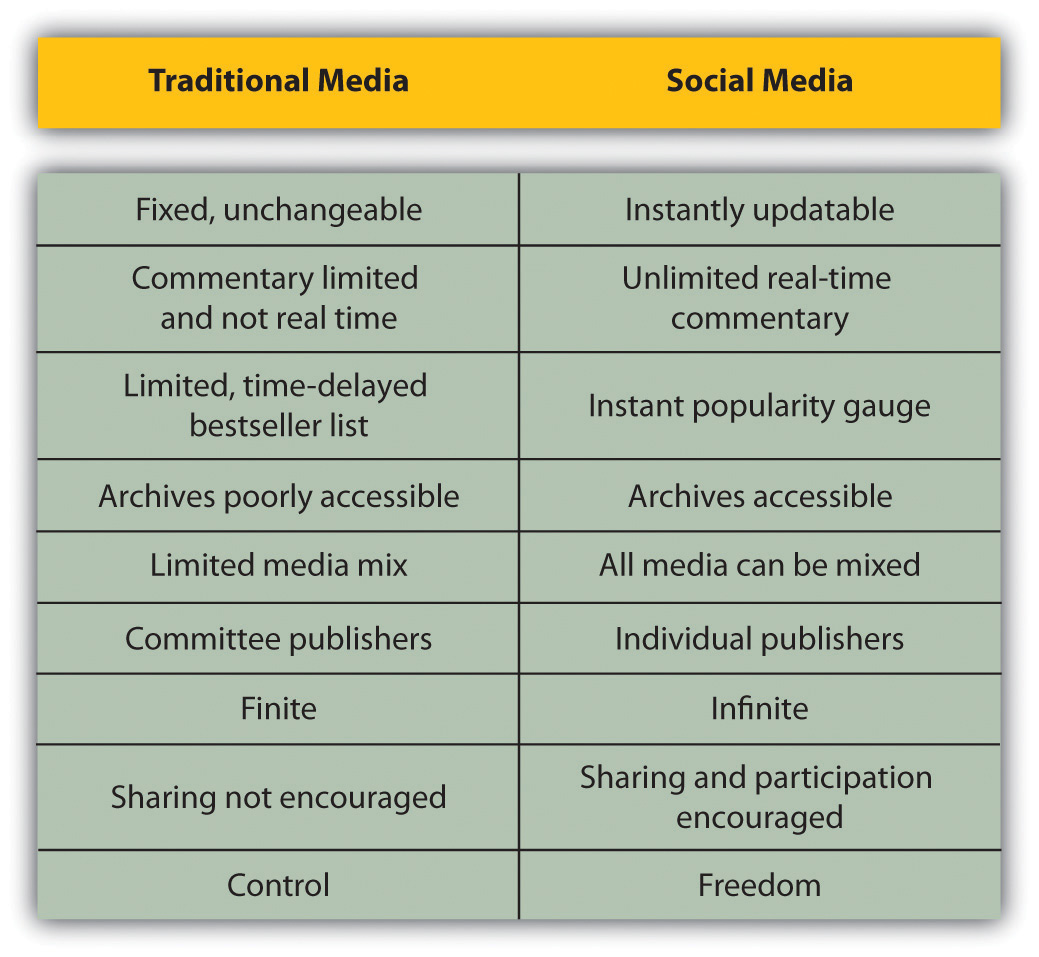 Traditional Media
Social Media
Fixed, unchangeable
Instantly updatable
Commentary limited
and not real time
Unlimited real-time
commentary
Limited, time-delayed
bestseller list
Instant popularity gauge
Archives poorly accessible
Archives accessible
Limited media mix
All media can be mixed
Committee publishers
Individual publishers
Finite
Infinite
Sharing not encouraged
Sharing and participation
encouraged
Control
Freedom